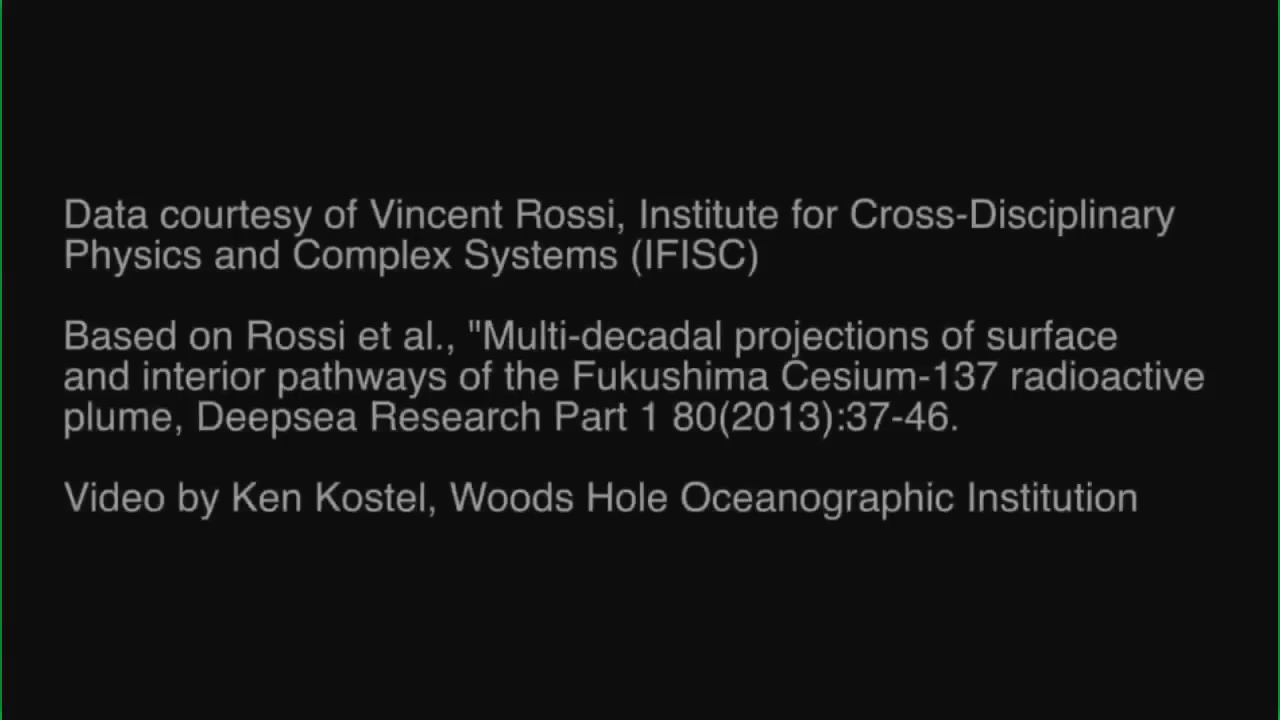 Data courtesy of Vincent Rossi, Institute for Cross-Disciplinary
Physics and Complex Systems (IFISC)
Based on Rossi et al., "Multi-decadal projections of surface
and interior pathways of the Fukushima Cesium-137 radioactive
plume, Deepsea Research Part 1 80(2013):37-46.
Video by Ken Kostel, Woods Hole Oceanographic Institution